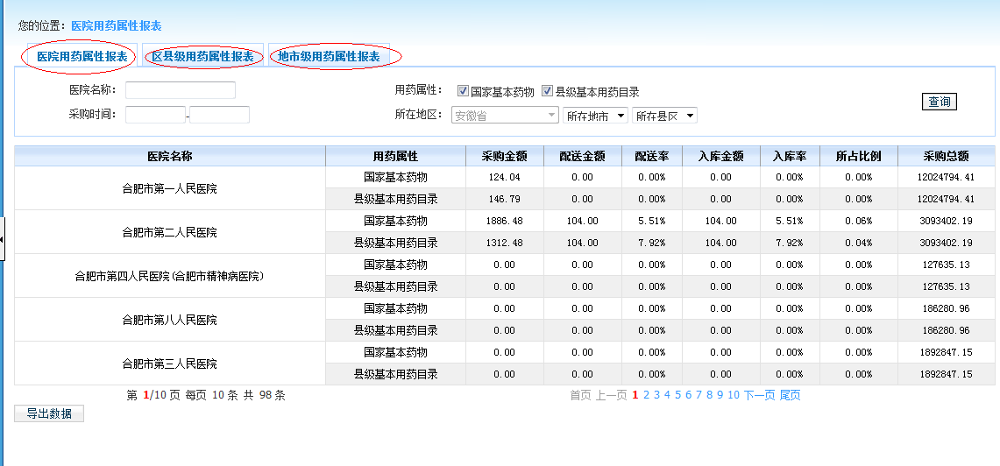 您的位置：医院用药属性报表
医院用药属性报表 区县级用药属性报表 地市级用药属性报表
医院名称： 用药属性： 国家基本药物 县级基本用药目录
采购时间： - 所在地区： 安徽省 所在地市 所在县区
查询
医院名称 用药属性 采购金额 配送金额 配送率 入库金额 入库率 所占比例 采购总额
合肥市第一人民医院 国家基本药物 124.04 0.00 0.00% 0.00 0.00% 0.00% 12024794.41
县级基本用药目录 146.79 0.00 0.00% 0.00 0.00% 0.00% 12024794.41
合肥市第二人民医院 国家基本药物 1886.48 104.00 5.51% 104.00 5.51% 0.06% 3093402.19
县级基本用药目录 1312.48 104.00 7.92% 104.00 7.92% 0.04% 3093402.19
合肥市第四人民医院(合肥市精神病医院) 国家基本药物 0.00 0.00 0.00% 0.00 0.00% 0.00% 127635.13
县级基本用药目录 0.00 0.00 0.00% 0.00 0.00% 0.00% 127635.13
合肥市第八人民医院 国家基本药物 0.00 0.00 0.00% 0.00 0.00% 0.00% 186280.96
县级基本用药目录 0.00 0.00 0.00% 0.00 0.00% 0.00% 186280.96
合肥市第三人民医院 国家基本药物 0.00 0.00 0.00% 0.00 0.00% 0.00% 1892847.15
县级基本用药目录 0.00 0.00 0.00% 0.00 0.00% 0.00% 1892847.15
第 1/10 页 每页 10 条 共 98 条 首页 上一页 1 2 3 4 5 6 7 8 9 10 下一页 尾页
导出数据